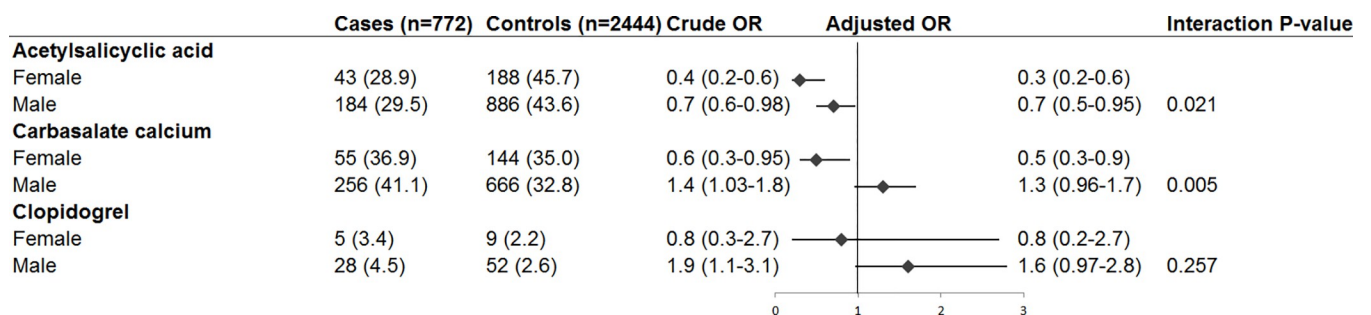 Cases (n=772) Controls (n=2444) Crude OR Adjusted OR Interaction P-value
Acetylsalicyclic acid
Female 43 (28.9) 188 (45.7) 0.4 (0.2-0.6) 0.3 (0.2-0.6)
Male 184 (29.5) 886 (43.6) 0.7 (0.6-0.98) 0.7 (0.5-0.95) 0.021
Carbasalate calcium
Female 55 (36.9) 144 (35.0) 0.6 (0.3-0.95) 0.5 (0.3-0.9)
Male 256 (41.1) 666 (32.8) 1.4 (1.03-1.8) 1.3 (0.96-1.7) 0.005
Clopidogrel
Female 5 (3.4) 9 (2.2) 0.8 (0.3-2.7) 0.8 (0.2-2.7)
Male 28 (4.5) 52 (2.6) 1.9 (1.1-3.1) 1.6 (0.97-2.8) 0.257
0 1 2 3